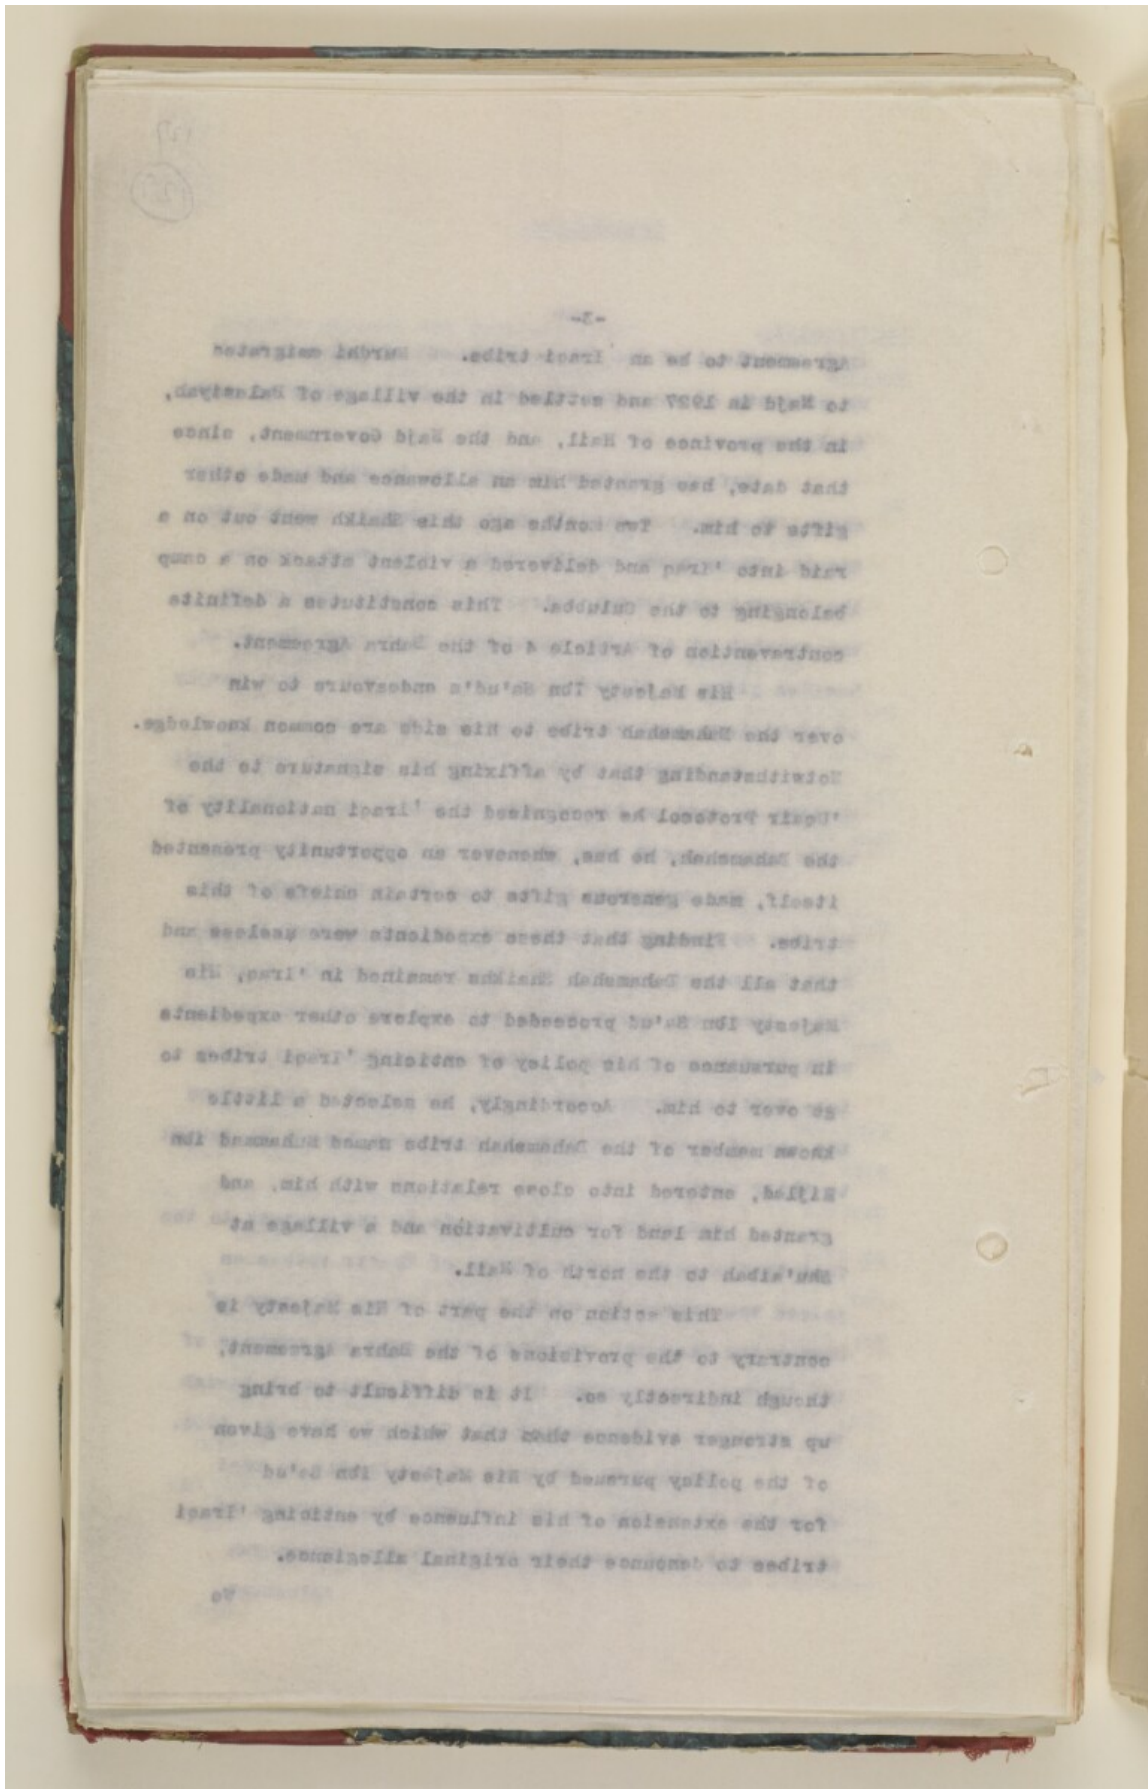 -3-
Agreement to be an 'Iraqi tribe. Murdhi emigrated
to Najd in 1927 and settled in the village of Balasiyah,
in the province of Hail, and the Najd Government, since
that date, has granted him an allowance and made other
gifts to him. Two months ago this Shaikh went out on a
raid into 'Iraq and delivered a violent attack on a camp
belonging to the Sulubba. This constitutes a definite
contravention of Article 4 of the Bahra Agreement.
His Majesty Ibn Sa'ud's endeavours to win
over the Dahamshah tribe to his side are common knowledge.
Notwithstanding that by affixing his signature to the
'Uqair Protocol he recognised the 'Iraqi nationality of
the Dahamshah, he has, whenever an opportunity presented
itself, made generous gifts to certain chiefs of this
tribe. Finding that these expedients were useless and
that all the Dahamshah Shaikhs remained in 'Iraq, His
Majesty Ibn Sa'ud proceeded to explore other expedients
in pursuance of his policy of enticing 'Iraqi tribes to
go over to him. Accordingly, he selected a little
known member of the Dahamshah tribe named Muhammad ibn
Hijlad, entered into close relations with him, and
granted him land for cultivation and a village at
Shu'aibah to the north of Hail.
This action on the part of His Majesty is
contrary to the provisions of the Bahra Agreement,
though indirectly so. It is difficult to bring
up stronger evidence than that which we have given
of the policy pursued by His Majesty Ibn Sa'ud
for the extension of his influence by enticing 'Iraqi
tribes to denounce their original allegiance.
We